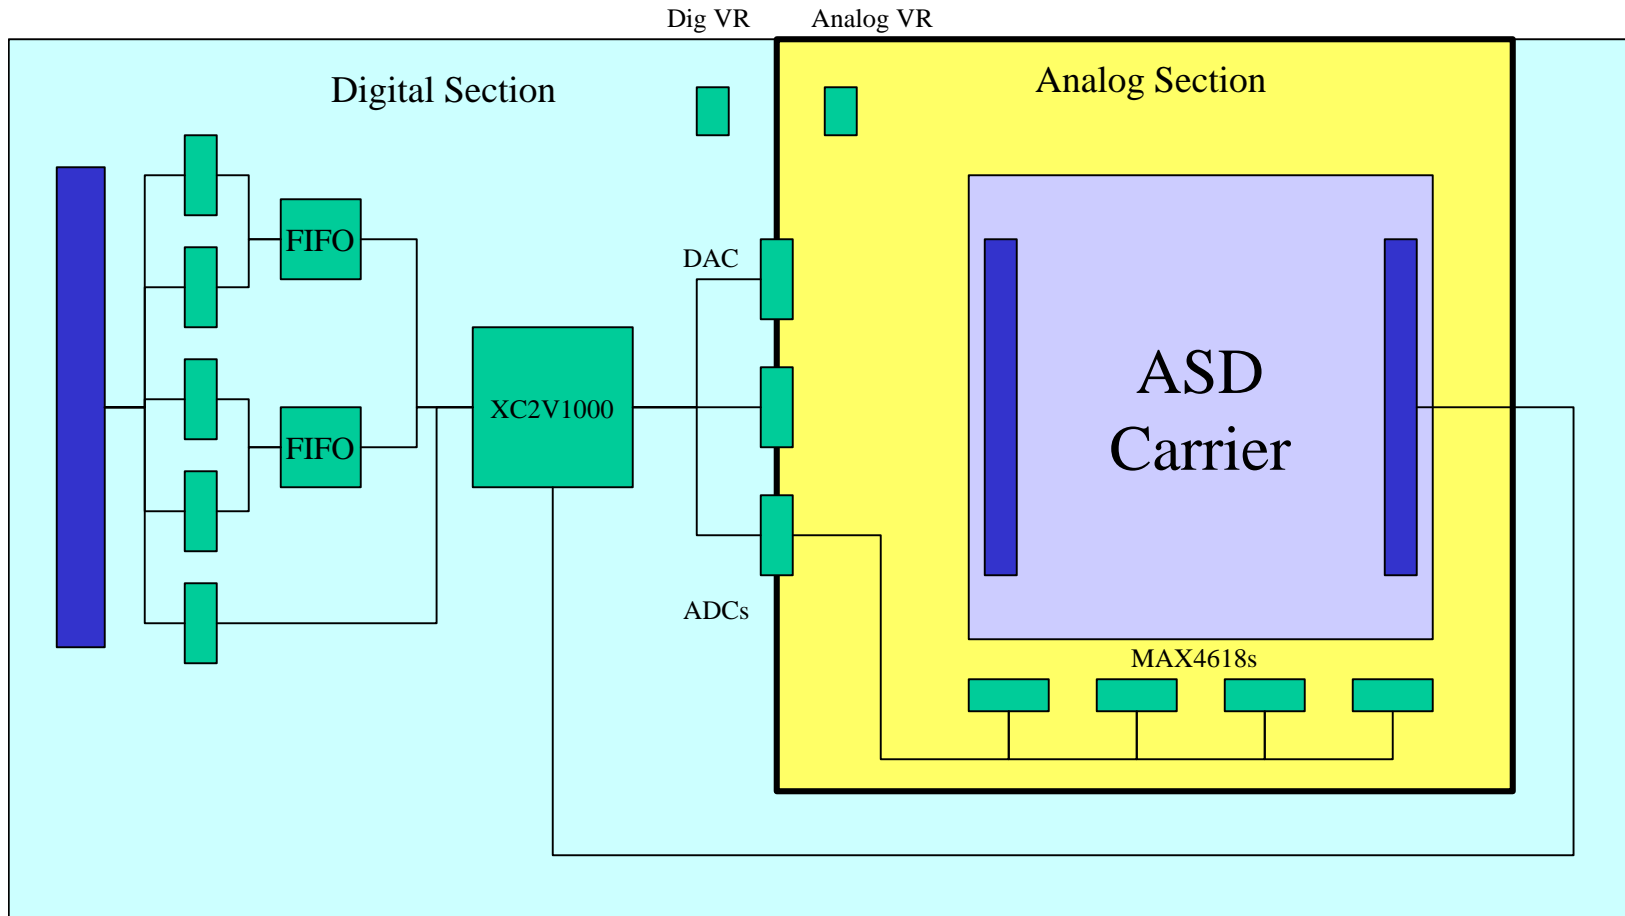 Dig VR
Analog VR
Digital Section
Analog Section
FIFO
DAC
ASD
Carrier
XC2V1000
FIFO
ADCs
MAX4618s